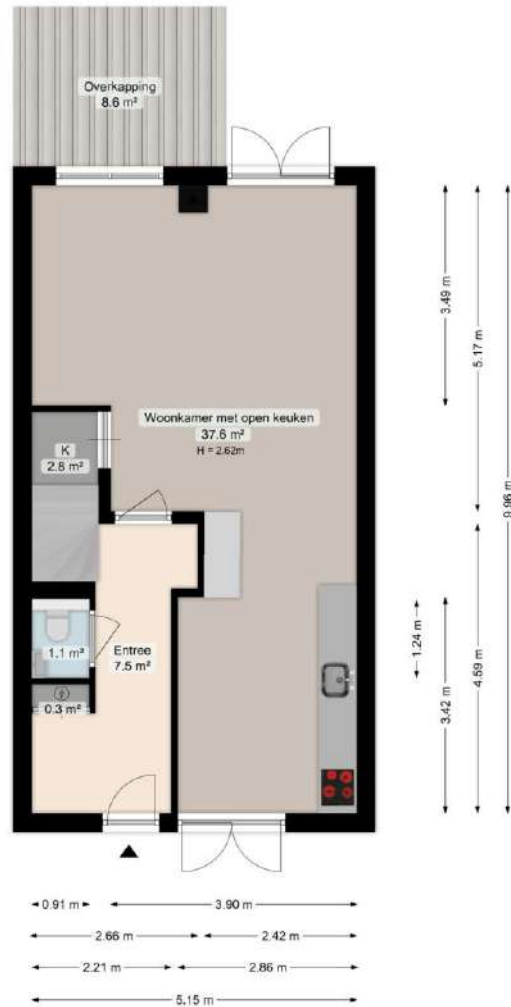 Overkapping
8.6 m²
Woonkamer met open keuken
37.6 m²
H = 2.62m
K
2.8 m²
1.1 m²
Entree
7.5 m²
0.3 m²
3.49 m
5.17 m
9.96 m
1.24 m
3.42 m
4.59 m
0.91 m
3.90 m
2.66 m
2.42 m
2.21 m
2.86 m
5.15 m